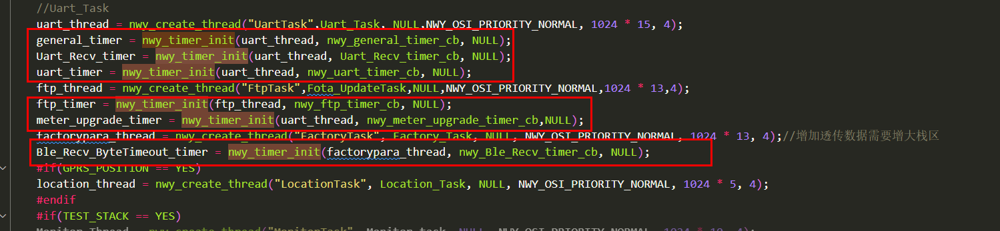 //Uart_Task
uart_thread = nwy_create_thread("UartTask",Uart_Task, NULL,NWY_OSI_PRIORITY_NORMAL, 1024 * 15, 4);
general_timer = nwy_timer_init(uart_thread, nwy_general_timer_cb, NULL);
Uart_Recv_timer = nwy_timer_init(uart_thread, Uart_Recv_timer_cb, NULL);
uart_timer = nwy_timer_init(uart_thread, nwy_uart_timer_cb, NULL);
ftp_thread = nwy_create_thread("FtpTask",Fota_UpdateTask,NULL,NWY_OSI_PRIORITY_NORMAL,1024 * 13,4);
ftp_timer = nwy_timer_init(ftp_thread, nwy_ftp_timer_cb, NULL);
meter_upgrade_timer = nwy_timer_init(uart_thread, nwy_meter_upgrade_timer_cb,NULL);
factorypara_thread = nwy_create_thread("FactoryTask", Factory_Task, NULL, NWY_OSI_PRIORITY_NORMAL, 1024 * 13, 4);//增加透传数据需要增大栈区
Ble_Recv_ByteTimeout_timer = nwy_timer_init(factorypara_thread, nwy_Ble_Recv_timer_cb, NULL);
#if(GPRS_POSITION == YES)
location_thread = nwy_create_thread("LocationTask", Location_Task, NULL, NWY_OSI_PRIORITY_NORMAL, 1024 * 5, 4);
#endif
#if(TEST_STACK == YES)
Monitor_Thread = nwy_create_thread("MonitorTask", Monitor_task, NULL, NWY_OSI_PRIORITY_NORMAL, 1024 * 10, 4);